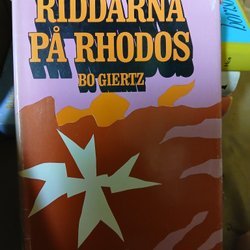 RIDDARNA
PÅ RHODOS
BO GIERTZ